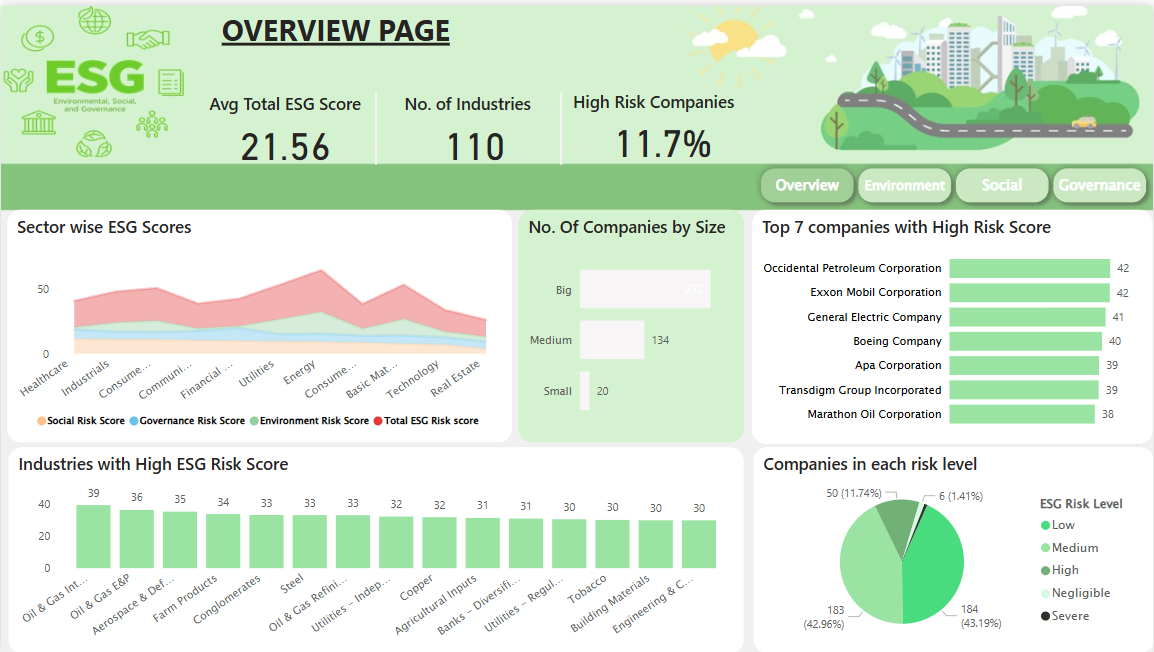 OVERVIEW PAGE
ESG
Environmental, Social,
and Governance
Avg Total ESG Score
21.56
No. of Industries
110
High Risk Companies
11.7%
Overview
Environment
Social
Governance
Sector wise ESG Scores
50
0
Healthcare
Industrials
Consume...
Communi...
Financial ...
Utilities
Energy
Consume...
Basic Mat...
Technology
Real Estate
Social Risk Score
Governance Risk Score
Environment Risk Score
Total ESG Risk score
No. Of Companies by Size
Big
Medium 134
Small 20
Top 7 companies with High Risk Score
Occidental Petroleum Corporation 42
Exxon Mobil Corporation 42
General Electric Company 41
Boeing Company 40
Apa Corporation 39
Transdigm Group Incorporated 39
Marathon Oil Corporation 38
Industries with High ESG Risk Score
40
20
0
39 36 35 34 33 33 33 32 32 31 31 30 30 30 30
Oil & Gas Int...
Oil & Gas E&P
Aerospace & Def...
Farm Products
Conglomerates
Steel
Oil & Gas Refini...
Utilities – Indep...
Copper
Agricultural Inputs
Banks – Diversifi...
Utilities – Regul...
Tobacco
Building Materials
Engineering & C...
Companies in each risk level
50 (11.74%)
6 (1.41%)
183
(42.96%)
184
(43.19%)
ESG Risk Level
Low
Medium
High
Negligible
Severe